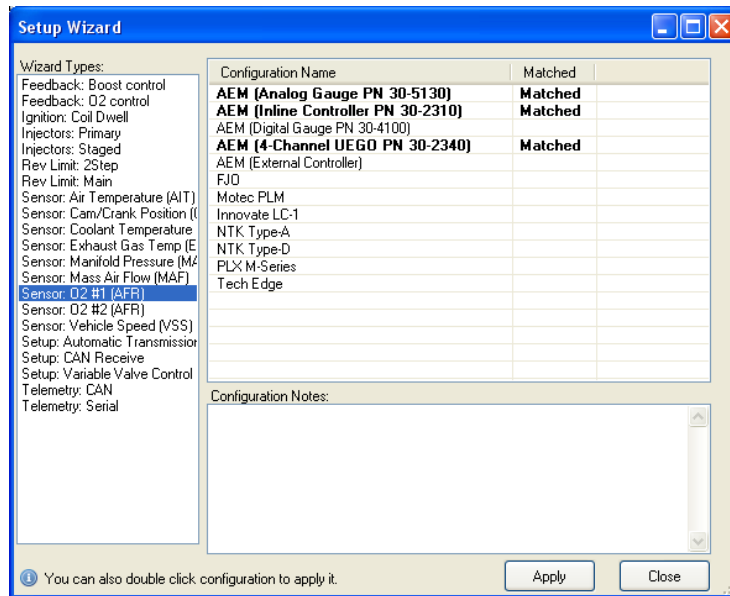 Setup Wizard
Wizard Types:
Feedback: Boost control
Feedback: O2 control
Ignition: Coil Dwell
Injectors: Primary
Injectors: Staged
Rev Limit: 2Step
Rev Limit: Main
Sensor: Air Temperature (AIT)
Sensor: Cam/Crank Position (
Sensor: Coolant Temperature
Sensor: Exhaust Gas Temp (E
Sensor: Manifold Pressure (MA
Sensor: Mass Air Flow (MAF)
Sensor: O2 #1 (AFR)
Sensor: O2 #2 (AFR)
Sensor: Vehicle Speed (VSS)
Setup: Automatic Transmission
Setup: CAN Receive
Setup: Variable Valve Control
Telemetry: CAN
Telemetry: Serial
Configuration Name Matched
AEM (Analog Gauge PN 30-5130) Matched
AEM (Inline Controller PN 30-2310) Matched
AEM (Digital Gauge PN 30-4100)
AEM (4-Channel UEGO PN 30-2340) Matched
AEM (External Controller)
FJO
Motec PLM
Innovate LC-1
NTK Type-A
NTK Type-D
PLX M-Series
Tech Edge
Configuration Notes:
You can also double click configuration to apply it.
Apply
Close